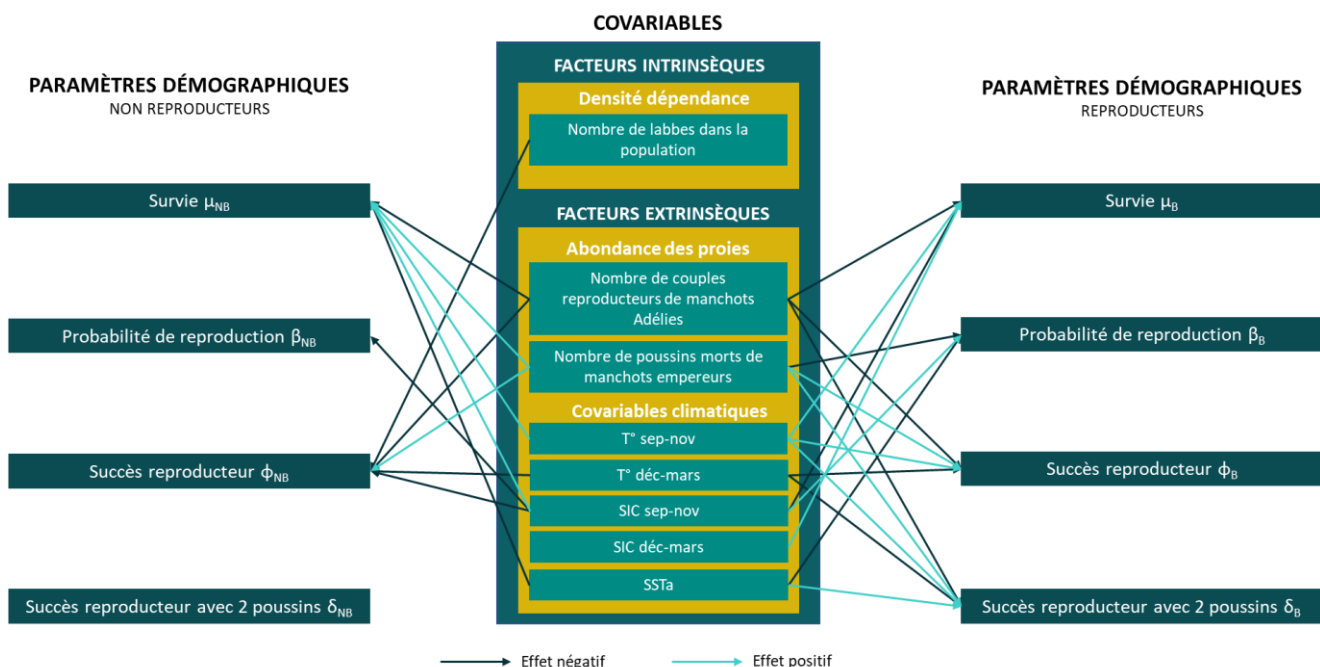 COVARIABLES
PARAMÈTRES DÉMOGRAPHIQUES
NON REPRODUCTEURS
Survie μNB
Probabilité de reproduction βNB
Succès reproducteur ϕNB
Succès reproducteur avec 2 poussins δNB
FACTEURS INTRINSÈQUES
Densité dépendance
Nombre de labbes dans la
population
FACTEURS EXTRINSÈQUES
Abondance des proies
Nombre de couples
reproducteurs de manchots
Adélies
Nombre de poussins morts de
manchots empereurs
Covariables climatiques
T° sep-nov
T° déc-mars
SIC sep-nov
SIC déc-mars
SSTa
PARAMÈTRES DÉMOGRAPHIQUES
REPRODUCTEURS
Survie μB
Probabilité de reproduction βB
Succès reproducteur ϕB
Succès reproducteur avec 2 poussins δB
Effet négatif
Effet positif